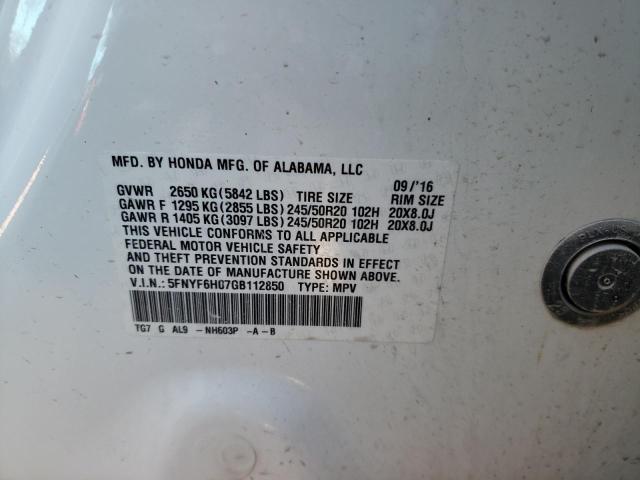 MFD. BY HONDA MFG. OF ALABAMA, LLC 09/'16
GVWR 2650 KG (5842 LBS) TIRE SIZE RIM SIZE
GAWR F 1295 KG (2855 LBS) 245/50R20 102H 20X8.0J
GAWR R 1405 KG (3097 LBS) 245/50R20 102H 20X8.0J
THIS VEHICLE CONFORMS TO ALL APPLICABLE
FEDERAL MOTOR VEHICLE SAFETY
AND THEFT PREVENTION STANDARDS IN EFFECT
ON THE DATE OF MANUFACTURE SHOWN ABOVE.
V.I.N.: 5FNYF6H07GB112850 TYPE: MPV
TG7 G AL9 -NH603P -A-B